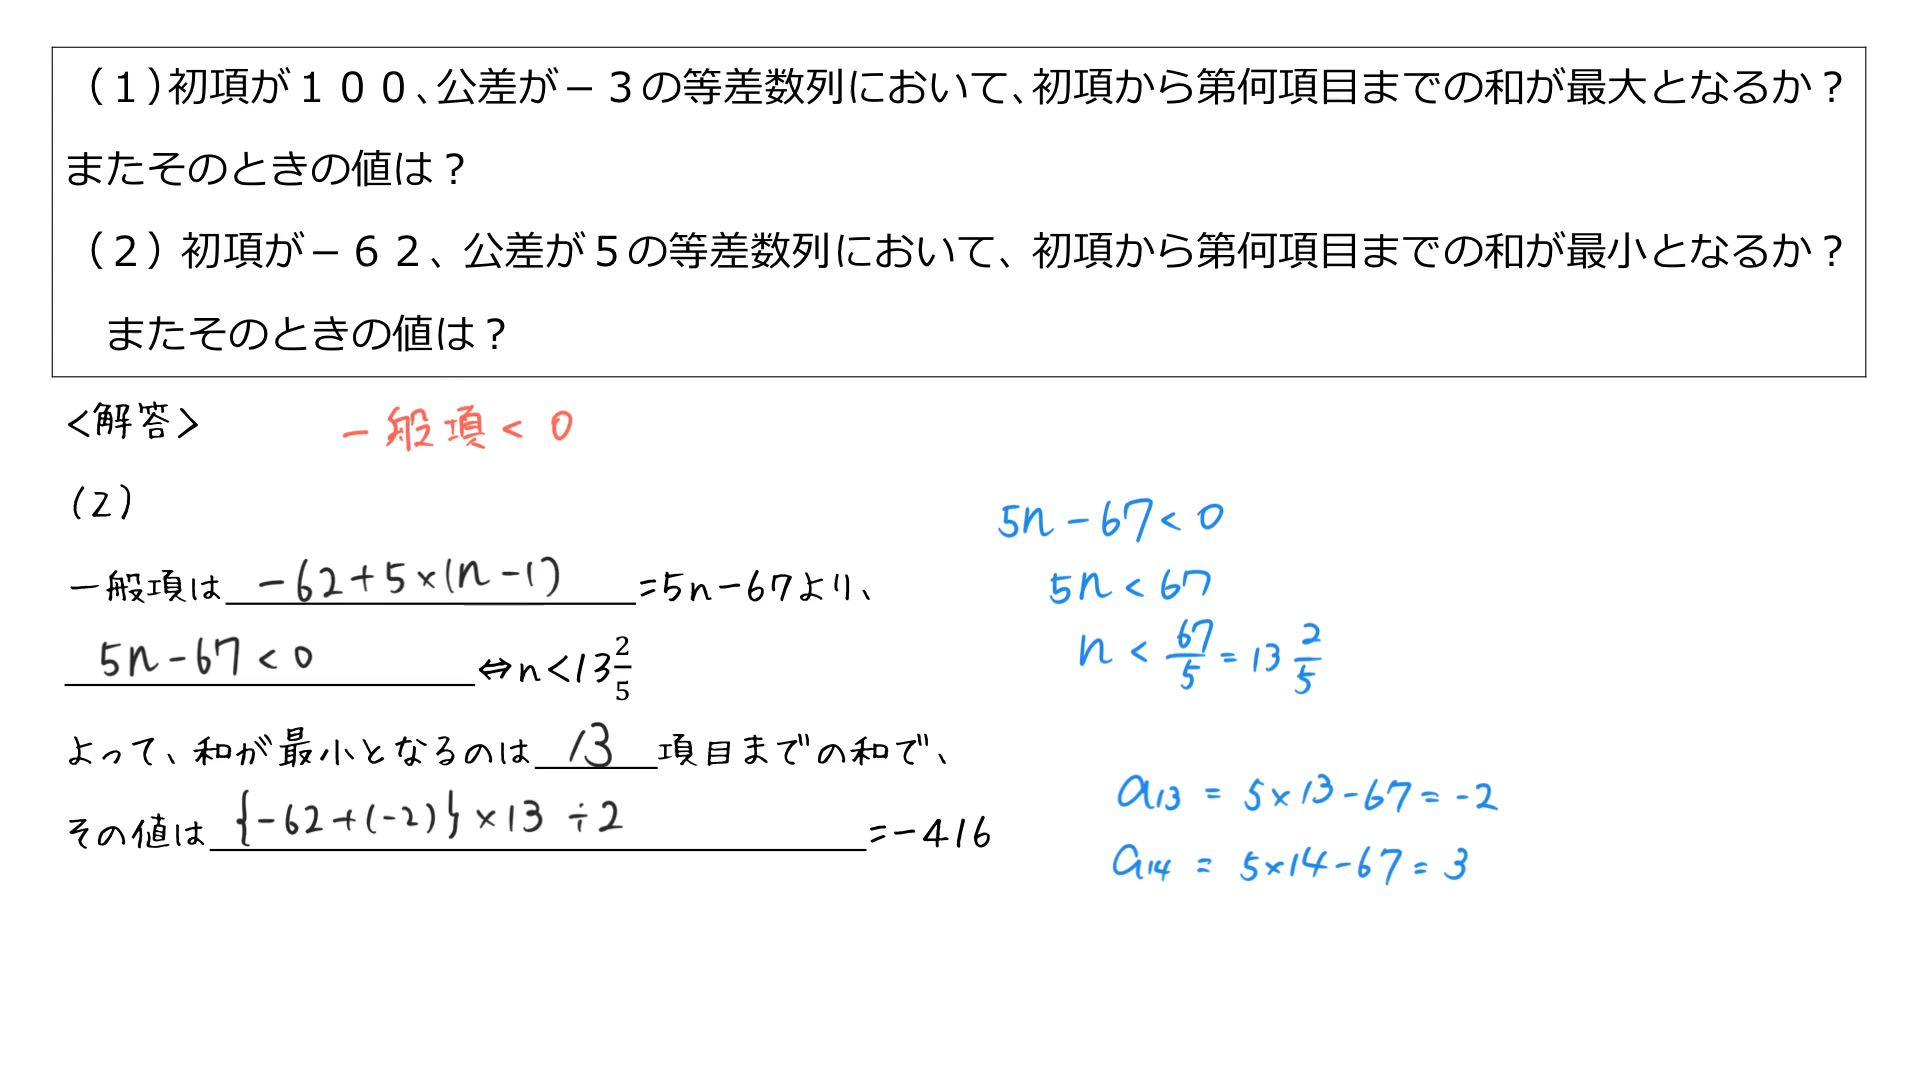 （１）初項が１００、公差が－３の等差数列において、初項から第何項目までの和が最大となるか？
またそのときの値は？
（２）初項が－６２、公差が５の等差数列において、初項から第何項目までの和が最小となるか？
またそのときの値は？
<解答>
一般項 < 0
(2)
一般項は -62+5×(n-1) =5n-67より、
5n-67<0 ⇔n<13 2/5
よって、和が最小となるのは 13 項目までの和で、
その値は {-62+(-2)}×13÷2 =-416
5n-67<0
5n<67
n < 67/5 = 13 2/5
a13 = 5×13-67=-2
a14 = 5×14-67=3